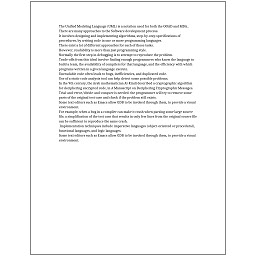 The Unified Modeling Language (UML) is a notation used for both the OOAD and MDA.
There are many approaches to the Software development process.
It involves designing and implementing algorithms, step-by-step specifications of
procedures, by writing code in one or more programming languages.
There exist a lot of different approaches for each of those tasks.
However, readability is more than just programming style.
Normally the first step in debugging is to attempt to reproduce the problem.
Trade-offs from this ideal involve finding enough programmers who know the language to
build a team, the availability of compilers for that language, and the efficiency with which
programs written in a given language execute.
Unreadable code often leads to bugs, inefficiencies, and duplicated code.
Use of a static code analysis tool can help detect some possible problems.
In the 9th century, the Arab mathematician Al-Kindi described a cryptographic algorithm
for deciphering encrypted code, in A Manuscript on Decrypting Cryptographic Messages.
Trial-and-error/divide-and-conquer is needed: the programmer will try to remove some
parts of the original test case and check if the problem still exists.
Some text editors such as Emacs allow GDB to be invoked through them, to provide a visual
environment.
For example, when a bug in a compiler can make it crash when parsing some large source
file, a simplification of the test case that results in only few lines from the original source file
can be sufficient to reproduce the same crash.
Implementation techniques include imperative languages (object-oriented or procedural),
functional languages, and logic languages.
Some text editors such as Emacs allow GDB to be invoked through them, to provide a visual
environment.